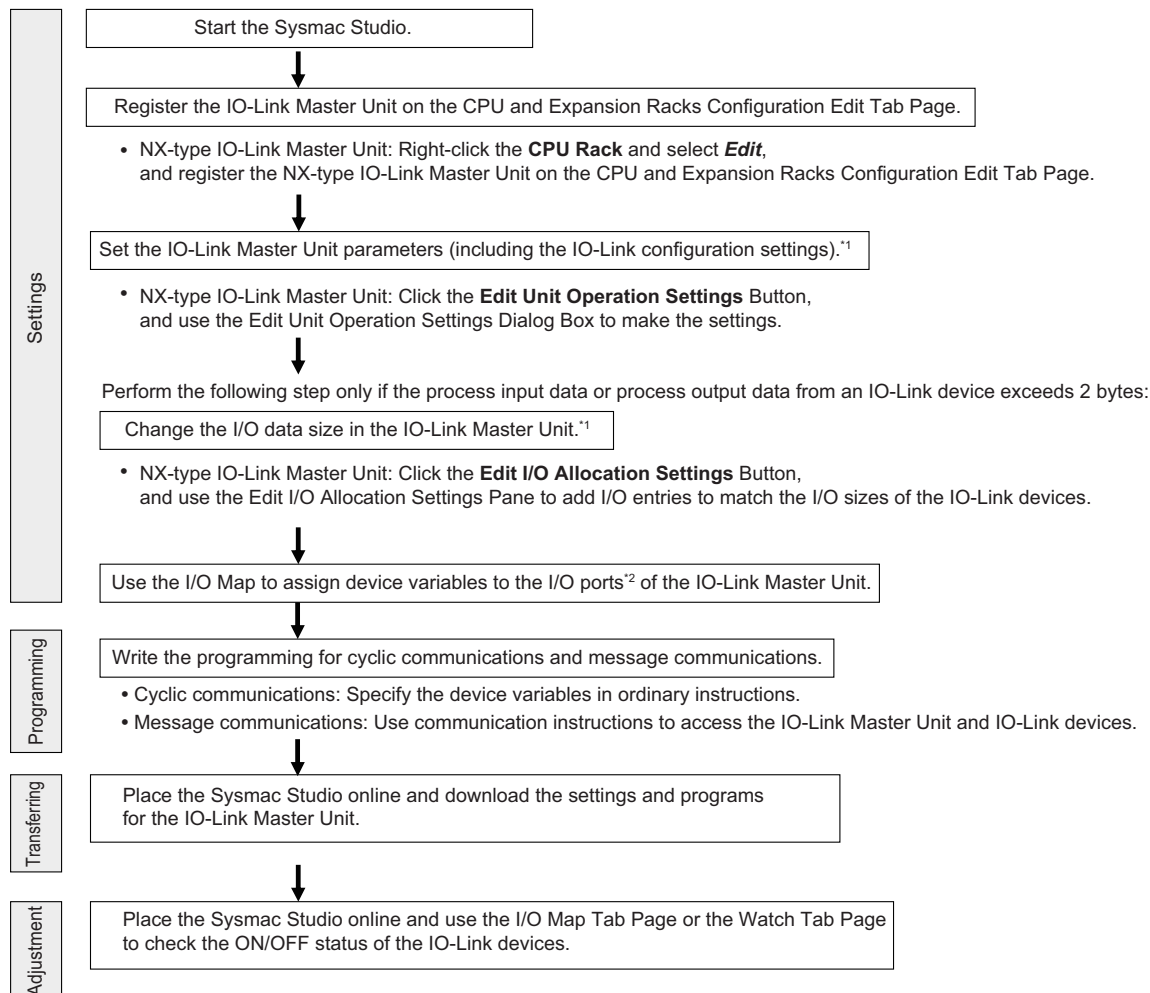 Settings
Start the Sysmac Studio.
Register the IO-Link Master Unit on the CPU and Expansion Racks Configuration Edit Tab Page.
• NX-type IO-Link Master Unit: Right-click the CPU Rack and select Edit,
and register the NX-type IO-Link Master Unit on the CPU and Expansion Racks Configuration Edit Tab Page.
Set the IO-Link Master Unit parameters (including the IO-Link configuration settings).*1
• NX-type IO-Link Master Unit: Click the Edit Unit Operation Settings Button,
and use the Edit Unit Operation Settings Dialog Box to make the settings.
Perform the following step only if the process input data or process output data from an IO-Link device exceeds 2 bytes:
Change the I/O data size in the IO-Link Master Unit.*1
• NX-type IO-Link Master Unit: Click the Edit I/O Allocation Settings Button,
and use the Edit I/O Allocation Settings Pane to add I/O entries to match the I/O sizes of the IO-Link devices.
Use the I/O Map to assign device variables to the I/O ports*2 of the IO-Link Master Unit.
Programming
Write the programming for cyclic communications and message communications.
• Cyclic communications: Specify the device variables in ordinary instructions.
• Message communications: Use communication instructions to access the IO-Link Master Unit and IO-Link devices.
Transferring
Place the Sysmac Studio online and download the settings and programs
for the IO-Link Master Unit.
Adjustment
Place the Sysmac Studio online and use the I/O Map Tab Page or the Watch Tab Page
to check the ON/OFF status of the IO-Link devices.